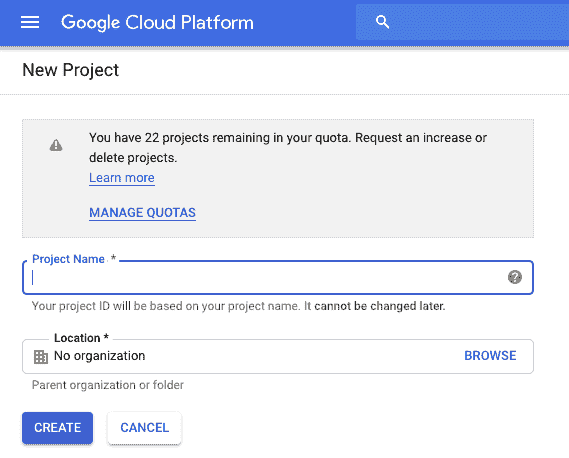 Google Cloud Platform
New Project
You have 22 projects remaining in your quota. Request an increase or
delete projects.
Learn more
MANAGE QUOTAS
Project Name *
Your project ID will be based on your project name. It cannot be changed later.
Location *
No organization
BROWSE
Parent organization or folder
CREATE
CANCEL